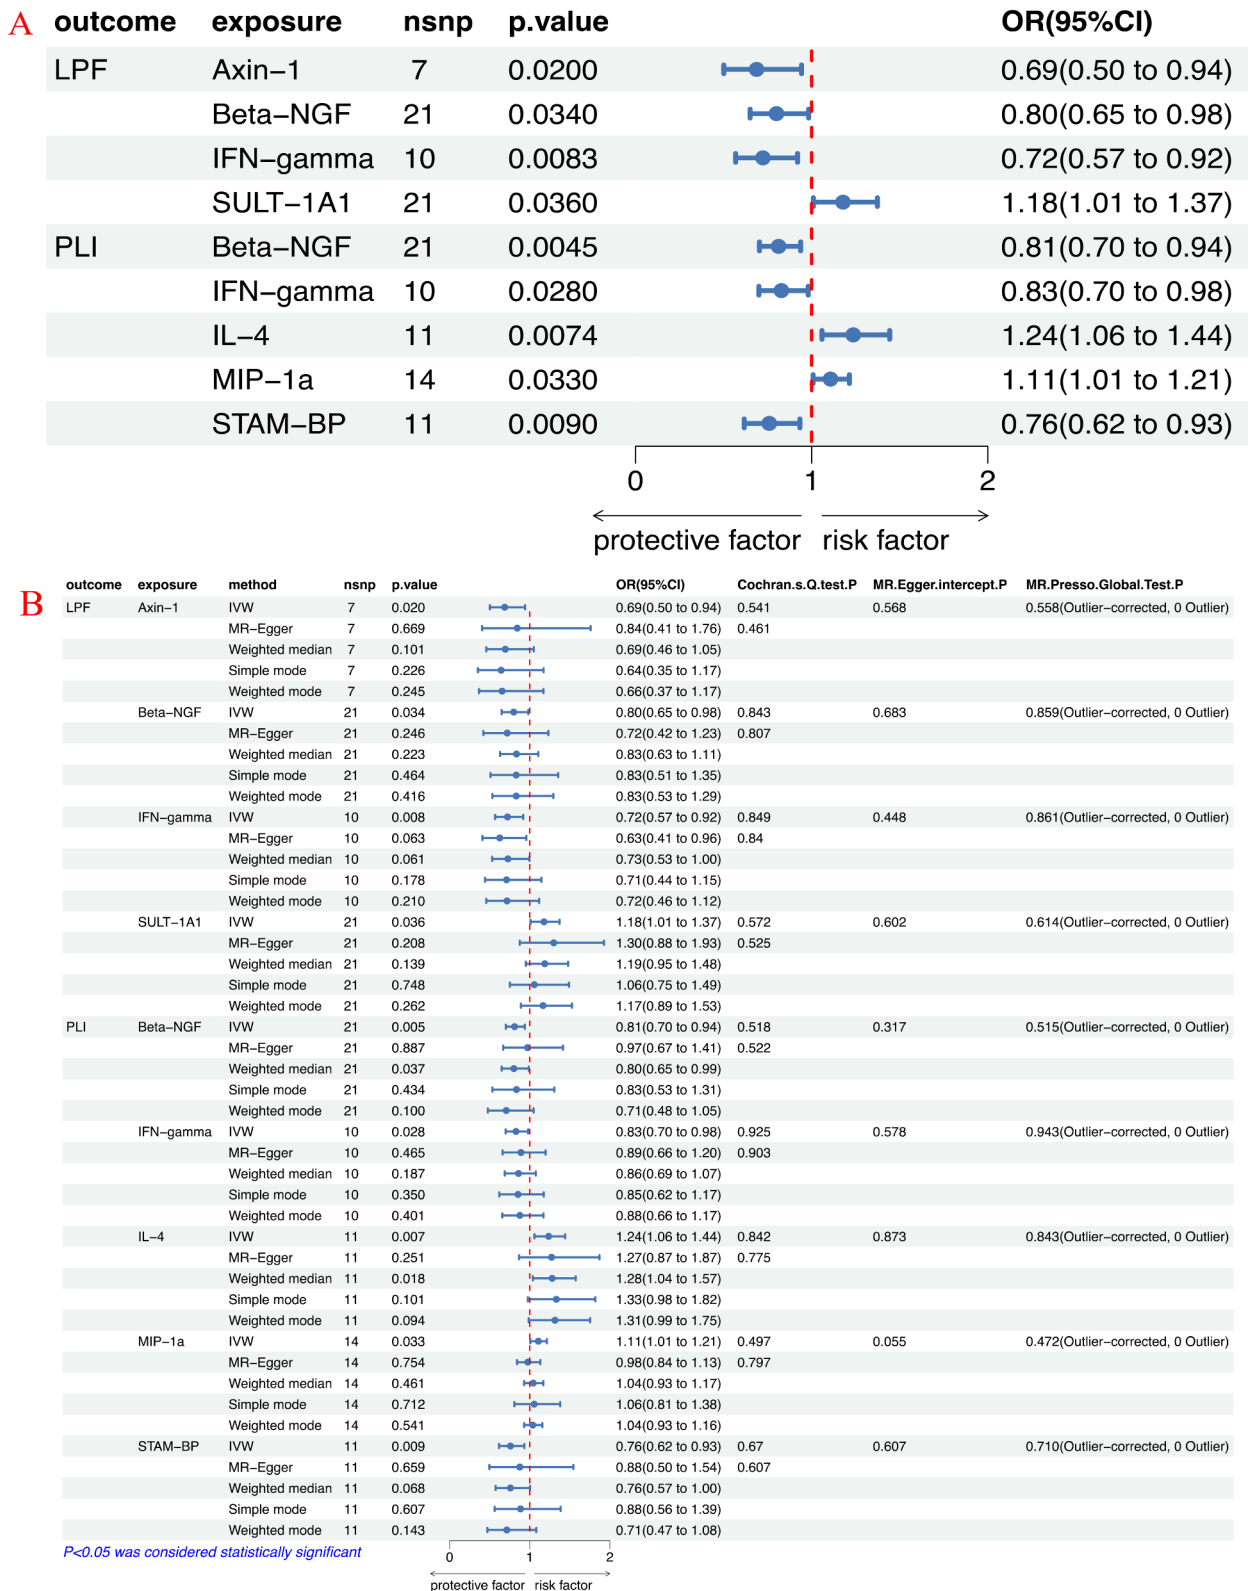 A
outcome exposure nsnp p.value OR(95%CI)
LPF Axin−1 7 0.0200 0.69(0.50 to 0.94)
Beta−NGF 21 0.0340 0.80(0.65 to 0.98)
IFN−gamma 10 0.0083 0.72(0.57 to 0.92)
SULT−1A1 21 0.0360 1.18(1.01 to 1.37)
PLI Beta−NGF 21 0.0045 0.81(0.70 to 0.94)
IFN−gamma 10 0.0280 0.83(0.70 to 0.98)
IL−4 11 0.0074 1.24(1.06 to 1.44)
MIP−1a 14 0.0330 1.11(1.01 to 1.21)
STAM−BP 11 0.0090 0.76(0.62 to 0.93)
0 1 2
protective factor risk factor
B
outcome exposure method nsnp p.value OR(95%CI) Cochran.s.Q.test.P MR.Egger.intercept.P MR.Presso.Global.Test.P
LPF Axin−1 IVW 7 0.020 0.69(0.50 to 0.94) 0.541 0.568 0.558(Outlier−corrected, 0 Outlier)
MR−Egger 7 0.669 0.84(0.41 to 1.76) 0.461
Weighted median 7 0.101 0.69(0.46 to 1.05)
Simple mode 7 0.226 0.64(0.35 to 1.17)
Weighted mode 7 0.245 0.66(0.37 to 1.17)
Beta−NGF IVW 21 0.034 0.80(0.65 to 0.98) 0.843 0.683 0.859(Outlier−corrected, 0 Outlier)
MR−Egger 21 0.246 0.72(0.42 to 1.23) 0.807
Weighted median 21 0.223 0.83(0.63 to 1.11)
Simple mode 21 0.464 0.83(0.51 to 1.35)
Weighted mode 21 0.416 0.83(0.53 to 1.29)
IFN−gamma IVW 10 0.008 0.72(0.57 to 0.92) 0.849 0.448 0.861(Outlier−corrected, 0 Outlier)
MR−Egger 10 0.063 0.63(0.41 to 0.96) 0.84
Weighted median 10 0.061 0.73(0.53 to 1.00)
Simple mode 10 0.178 0.71(0.44 to 1.15)
Weighted mode 10 0.210 0.72(0.46 to 1.12)
SULT−1A1 IVW 21 0.036 1.18(1.01 to 1.37) 0.572 0.602 0.614(Outlier−corrected, 0 Outlier)
MR−Egger 21 0.208 1.30(0.88 to 1.93) 0.525
Weighted median 21 0.139 1.19(0.95 to 1.48)
Simple mode 21 0.748 1.06(0.75 to 1.49)
Weighted mode 21 0.262 1.17(0.89 to 1.53)
PLI Beta−NGF IVW 21 0.005 0.81(0.70 to 0.94) 0.518 0.317 0.515(Outlier−corrected, 0 Outlier)
MR−Egger 21 0.887 0.97(0.67 to 1.41) 0.522
Weighted median 21 0.037 0.80(0.65 to 0.99)
Simple mode 21 0.434 0.83(0.53 to 1.31)
Weighted mode 21 0.100 0.71(0.48 to 1.05)
IFN−gamma IVW 10 0.028 0.83(0.70 to 0.98) 0.925 0.578 0.943(Outlier−corrected, 0 Outlier)
MR−Egger 10 0.465 0.89(0.66 to 1.20) 0.903
Weighted median 10 0.187 0.86(0.69 to 1.07)
Simple mode 10 0.350 0.85(0.62 to 1.17)
Weighted mode 10 0.401 0.88(0.66 to 1.17)
IL−4 IVW 11 0.007 1.24(1.06 to 1.44) 0.842 0.873 0.843(Outlier−corrected, 0 Outlier)
MR−Egger 11 0.251 1.27(0.87 to 1.87) 0.775
Weighted median 11 0.018 1.28(1.04 to 1.57)
Simple mode 11 0.101 1.33(0.98 to 1.82)
Weighted mode 11 0.094 1.31(0.99 to 1.75)
MIP−1a IVW 14 0.033 1.11(1.01 to 1.21) 0.497 0.055 0.472(Outlier−corrected, 0 Outlier)
MR−Egger 14 0.754 0.98(0.84 to 1.13) 0.797
Weighted median 14 0.461 1.04(0.93 to 1.17)
Simple mode 14 0.712 1.06(0.81 to 1.38)
Weighted mode 14 0.541 1.04(0.93 to 1.16)
STAM−BP IVW 11 0.009 0.76(0.62 to 0.93) 0.67 0.607 0.710(Outlier−corrected, 0 Outlier)
MR−Egger 11 0.659 0.88(0.50 to 1.54) 0.607
Weighted median 11 0.068 0.76(0.57 to 1.00)
Simple mode 11 0.607 0.88(0.56 to 1.39)
Weighted mode 11 0.143 0.71(0.47 to 1.08)
P<0.05 was considered statistically significant
0 1 2
protective factor risk factor